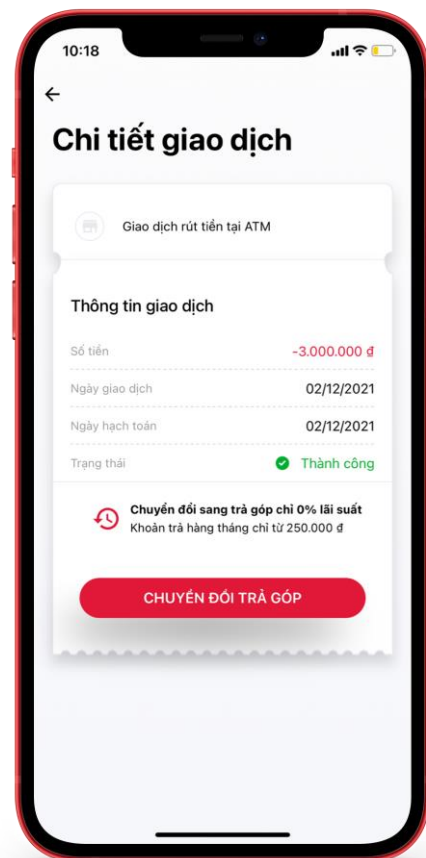 10:18
Chi tiết giao dịch
Giao dịch rút tiền tại ATM
Thông tin giao dịch
Số tiền -3.000.000 ₫
Ngày giao dịch 02/12/2021
Ngày hạch toán 02/12/2021
Trạng thái Thành công
Chuyển đổi sang trả góp chỉ 0% lãi suất
Khoản trả hàng tháng chỉ từ 250.000 ₫
CHUYỂN ĐỔI TRẢ GÓP